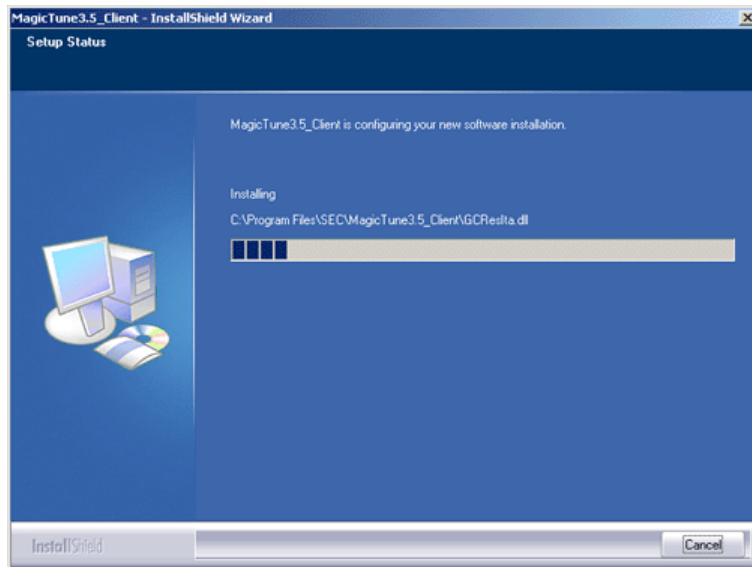 MagicTune3.5_Client - InstallShield Wizard
Setup Status
MagicTune3.5_Client is configuring your new software installation.
Installing
C:\Program Files\SEC\MagicTune3.5_Client\GCResIta.dll
InstallShield
Cancel